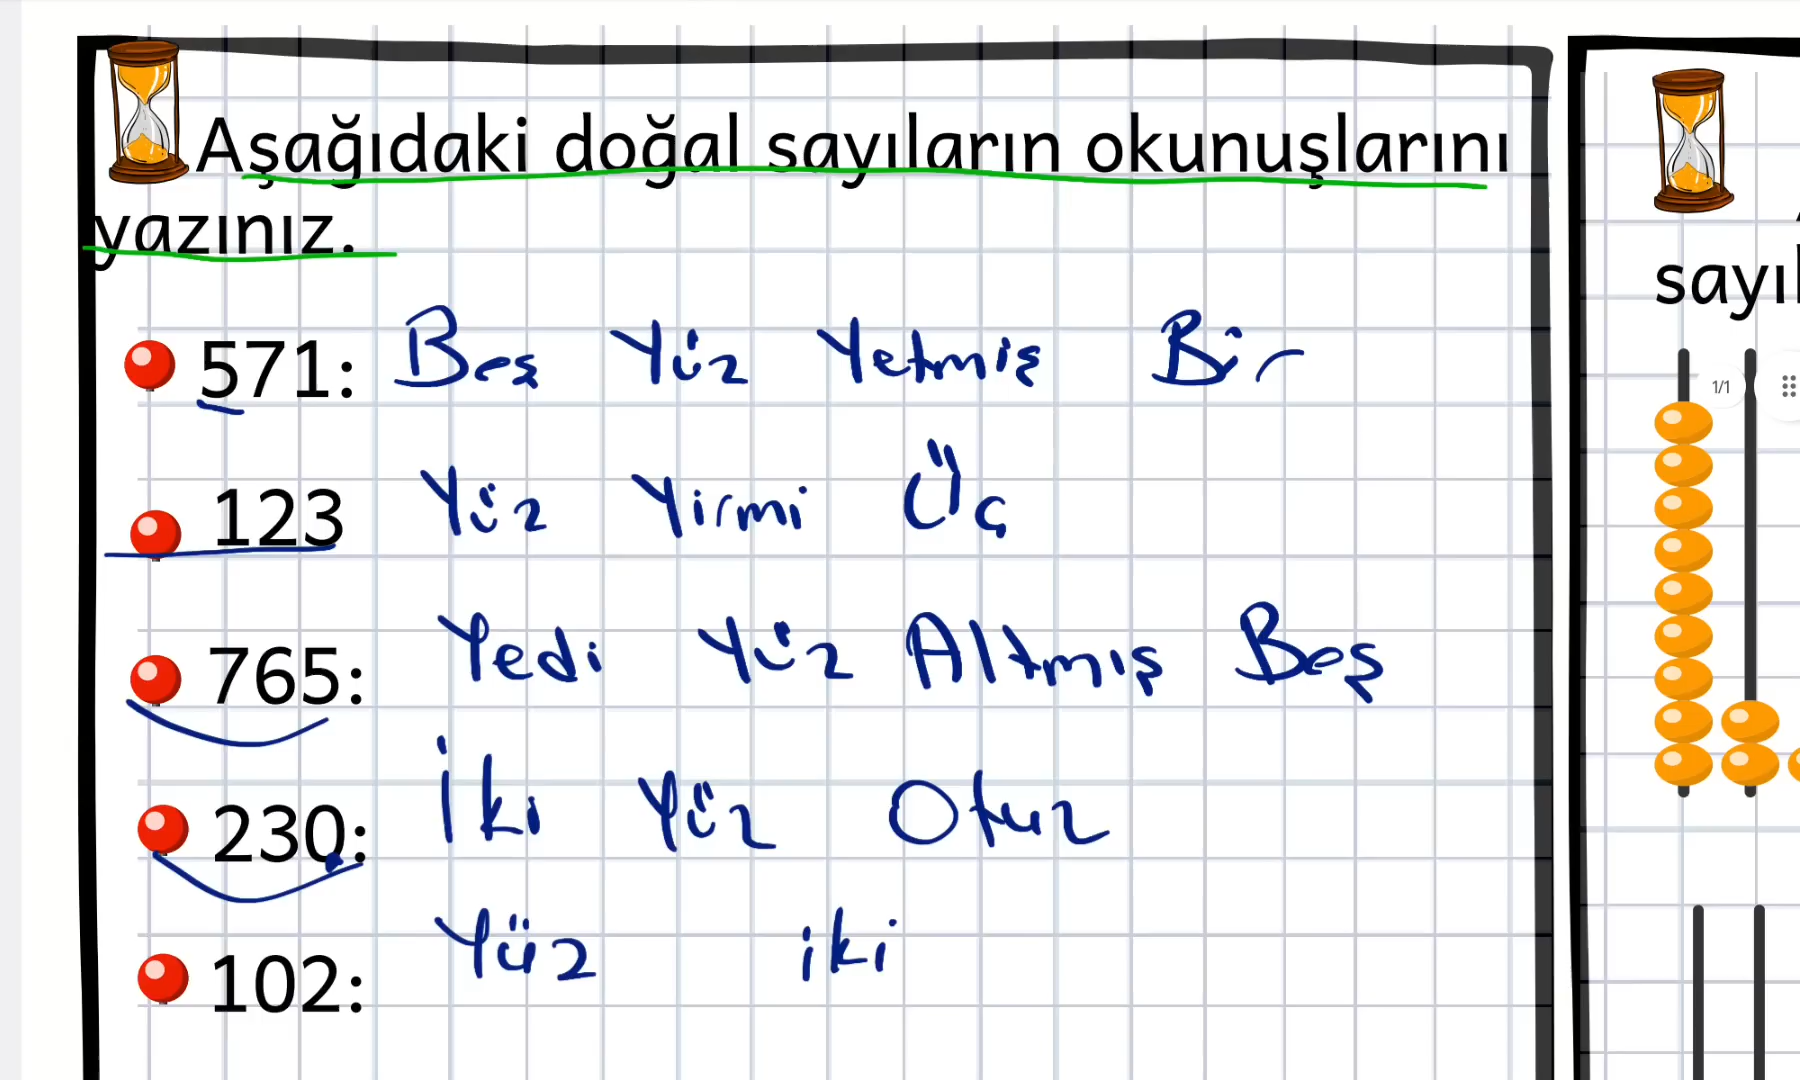 Aşağıdaki doğal sayıların okunuşlarını
yazınız.
571: Beş Yüz Yetmiş Bir
123 Yüz Yirmi Üç
765: Yedi Yüz Altmış Beş
230: İki Yüz Otuz
102: Yüz iki
1/1